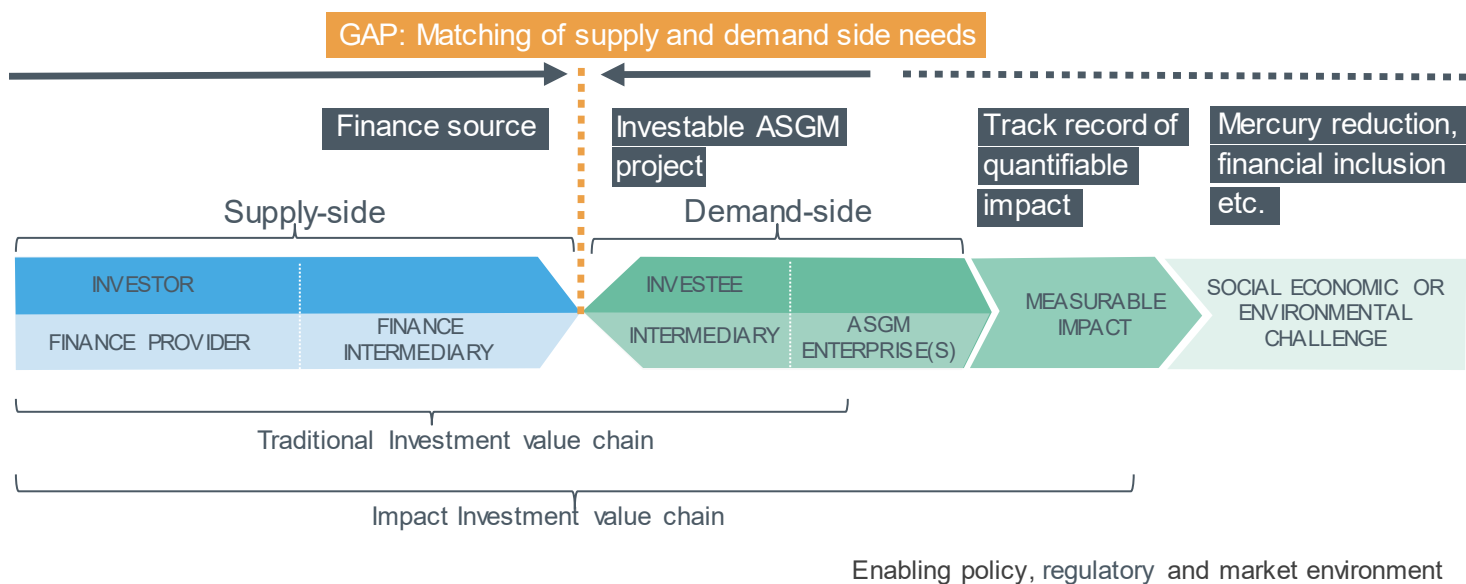 GAP: Matching of supply and demand side needs
Finance source
Investable ASGM
project
Track record of
quantifiable
impact
Mercury reduction,
financial inclusion
etc.
Supply-side
Demand-side
INVESTOR
FINANCE PROVIDER
FINANCE
INTERMEDIARY
INVESTEE
INTERMEDIARY
ASGM
ENTERPRISE(S)
MEASURABLE
IMPACT
SOCIAL ECONOMIC OR
ENVIRONMENTAL
CHALLENGE
Traditional Investment value chain
Impact Investment value chain
Enabling policy, regulatory and market environment